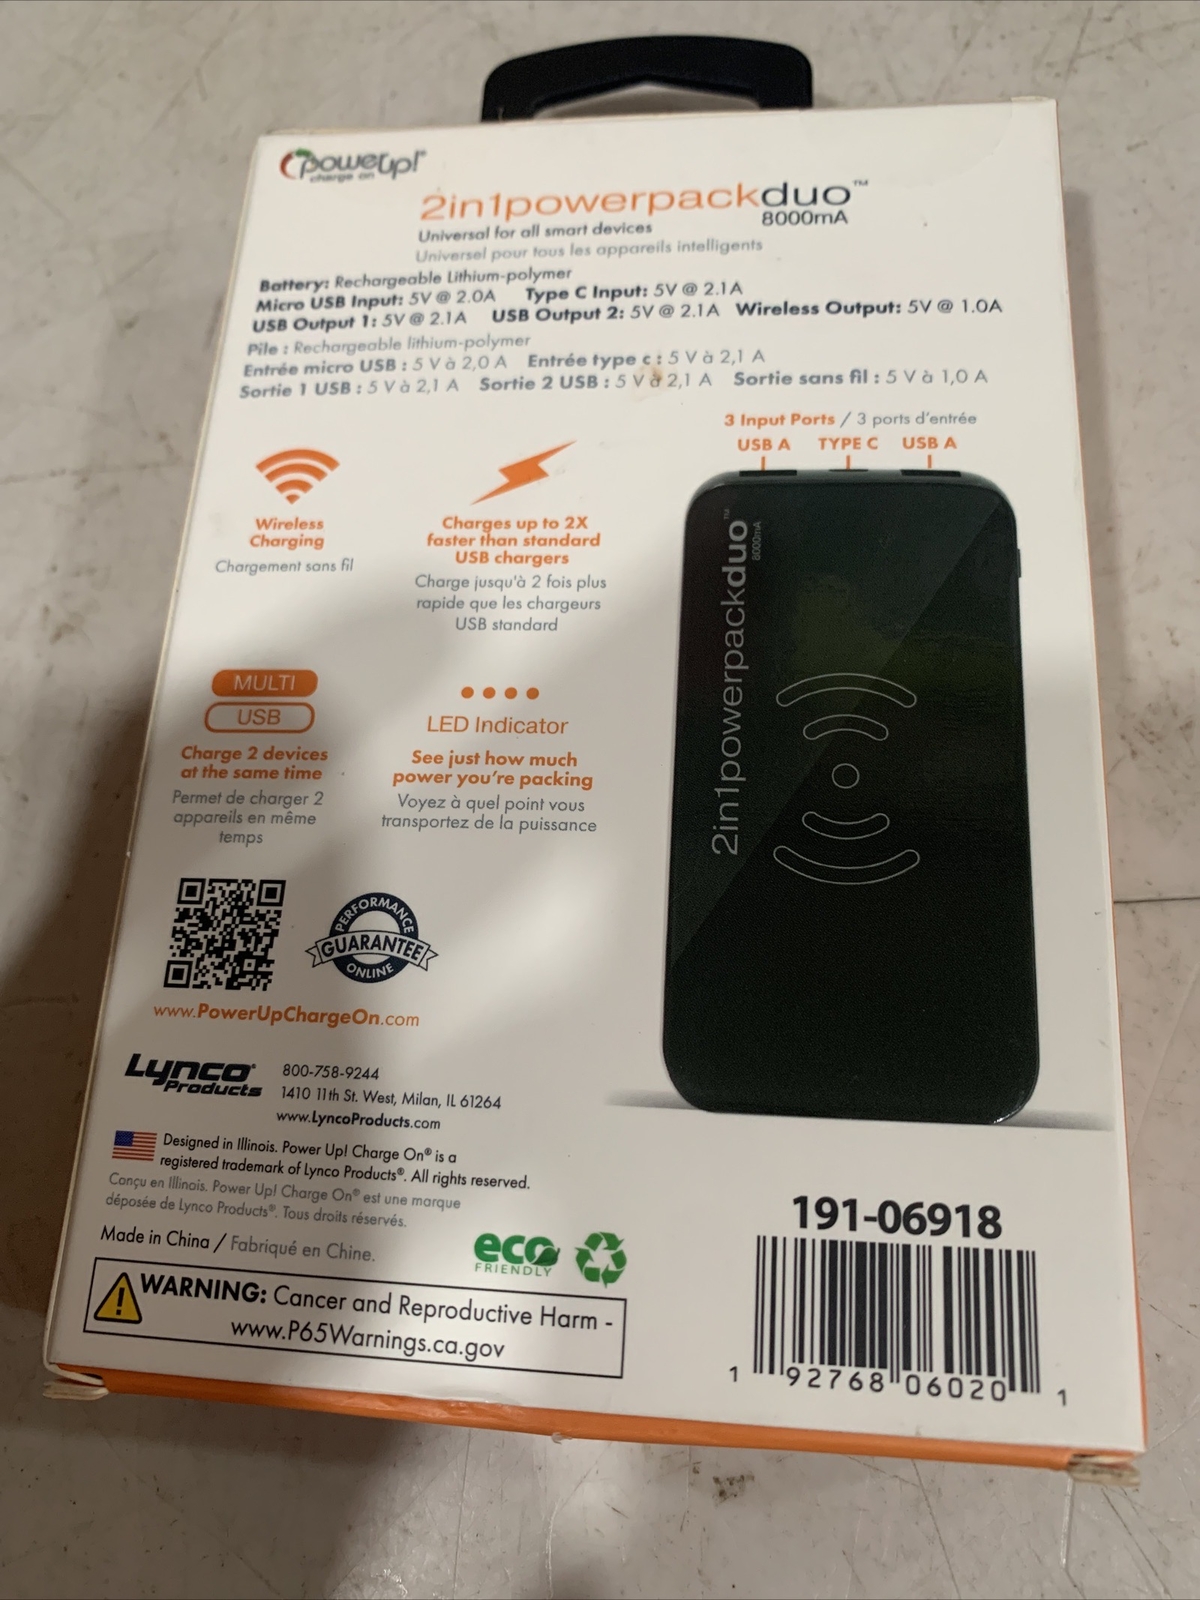 powerup!
charge on
2in1powerpackduo™
8000mA
Universal for all smart devices
Universel pour tous les appareils intelligents
Battery: Rechargeable Lithium-polymer
Micro USB Input: 5V @ 2.0A Type C Input: 5V @ 2.1A
USB Output 1: 5V @ 2.1A USB Output 2: 5V @ 2.1A Wireless Output: 5V @ 1.0A
Pile : Rechargeable lithium-polymer
Entrée micro USB : 5 V à 2,0 A Entrée type c : 5 V à 2,1 A
Sortie 1 USB : 5 V à 2,1 A Sortie 2 USB : 5 V à 2,1 A Sortie sans fil : 5 V à 1,0 A
3 Input Ports / 3 ports d'entrée
USB A TYPE C USB A
Wireless
Charging
Chargement sans fil
Charges up to 2X
faster than standard
USB chargers
Charge jusqu'à 2 fois plus
rapide que les chargeurs
USB standard
MULTI
USB
Charge 2 devices
at the same time
Permet de charger 2
appareils en même
temps
LED Indicator
See just how much
power you're packing
Voyez à quel point vous
transportez de la puissance
2in1powerpackduo™
8000mA
PERFORMANCE
GUARANTEE
ONLINE
www.PowerUpChargeOn.com
Lynco®
Products
800-758-9244
1410 11th St. West, Milan, IL 61264
www.LyncoProducts.com
Designed in Illinois. Power Up! Charge On® is a
registered trademark of Lynco Products®. All rights reserved.
Conçu en Illinois. Power Up! Charge On® est une marque
déposée de Lynco Products®. Tous droits réservés.
Made in China / Fabriqué en Chine.
eco
FRIENDLY
WARNING: Cancer and Reproductive Harm -
www.P65Warnings.ca.gov
191-06918
1 92768 06020 1